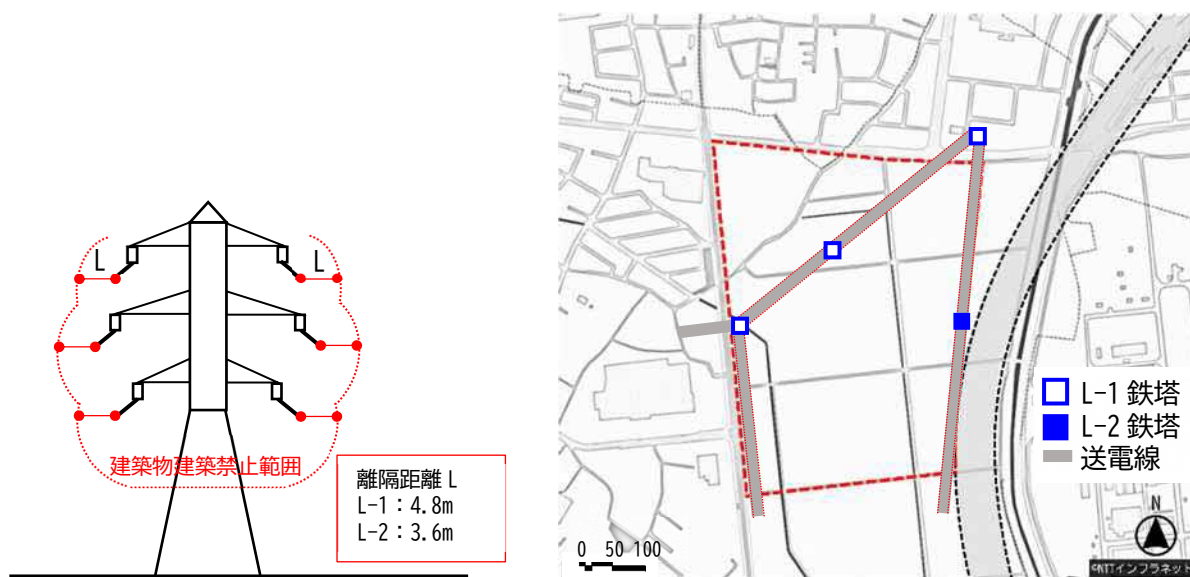 L
L
建築物建築禁止範囲
離隔距離 L
L-1：4.8m
L-2：3.6m
L-1 鉄塔
L-2 鉄塔
送電線
0 50 100
N
©NTTインフラネット